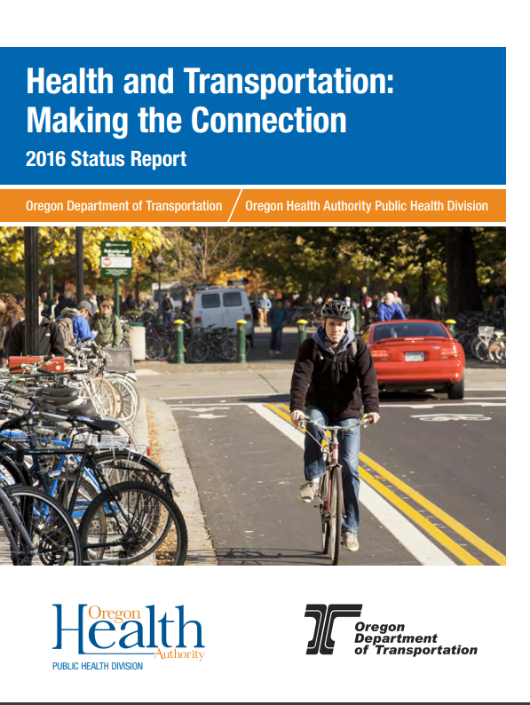 Health and Transportation:
Making the Connection
2016 Status Report
Oregon Department of Transportation / Oregon Health Authority Public Health Division
Oregon
Health
Authority
PUBLIC HEALTH DIVISION
Oregon
Department
of Transportation